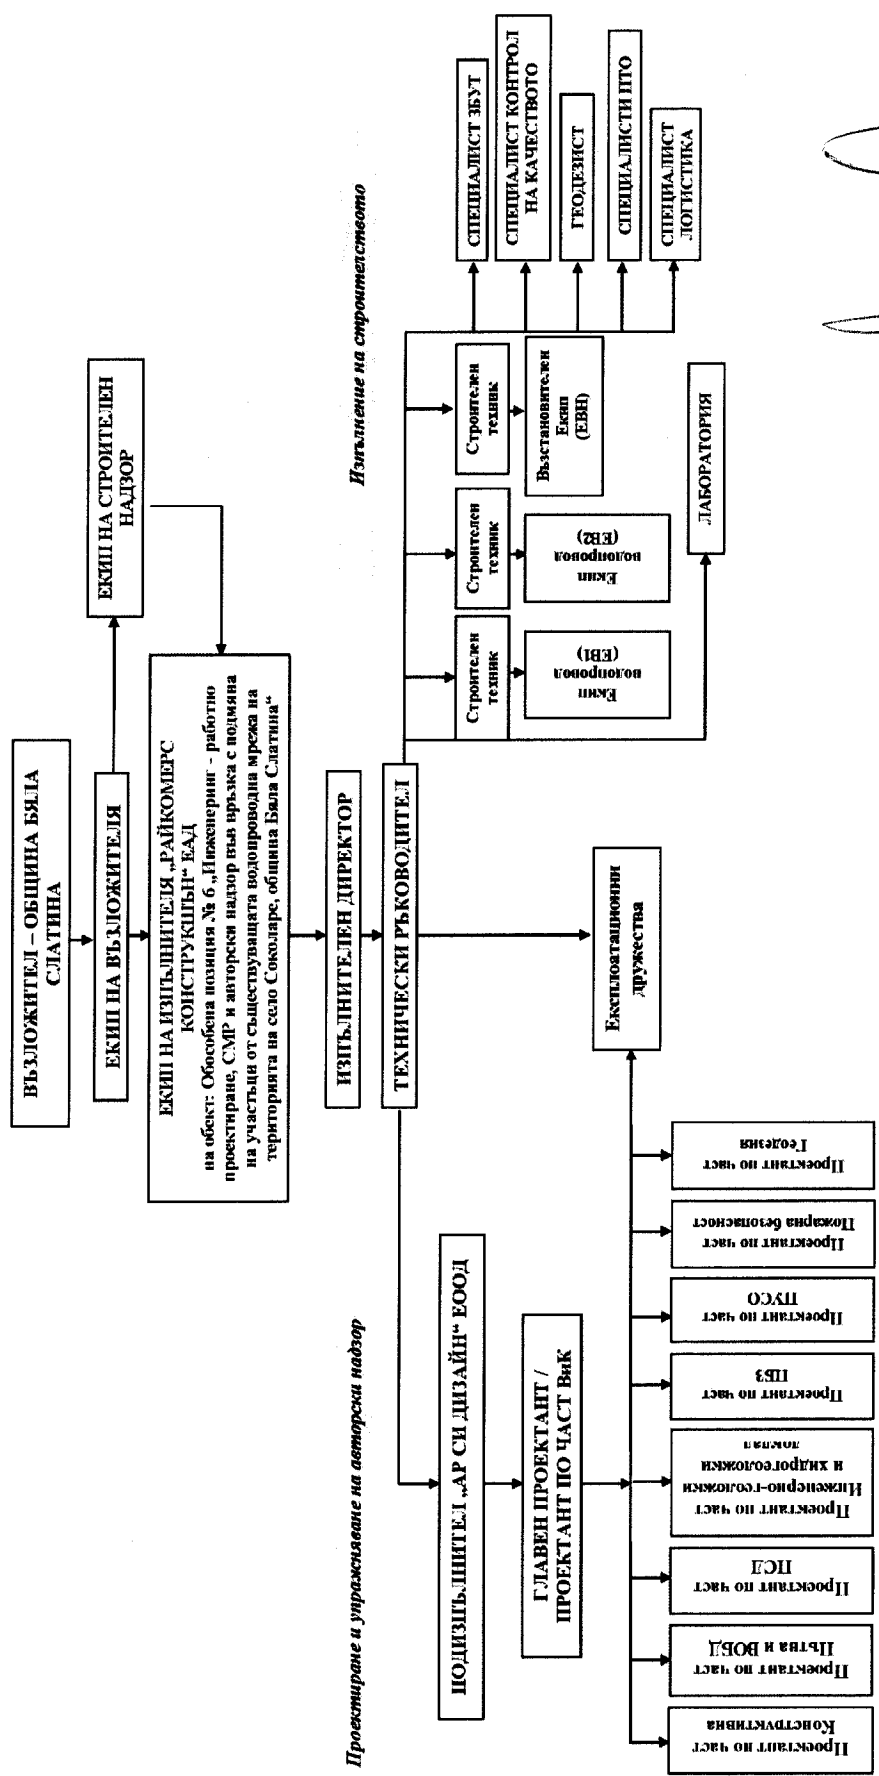 ВЪЗЛОЖИТЕЛ – ОБЩИНА БЯЛА
СЛАТИНА
ЕКИП НА ВЪЗЛОЖИТЕЛЯ
ЕКИП НА СТРОИТЕЛЕН
НАДЗОР
ЕКИП НА ИЗПЪЛНИТЕЛЯ „РАЙКОМЕРС
КОНСТРУКШЪН“ ЕАД
на обект: Обособена позиция № 6 „Инженеринг - работно
проектиране, СМР и авторски надзор във връзка с подмяна
на участъци от съществуващата водопроводна мрежа на
територията на село Соколаре, община Бяла Слатина“
ИЗПЪЛНИТЕЛЕН ДИРЕКТОР
ТЕХНИЧЕСКИ РЪКОВОДИТЕЛ
Проектиране и упражняване на авторски надзор
Изпълнение на строителството
ПОДИЗПЪЛНИТЕЛ „АР СИ ДИЗАЙН“ ЕООД
ГЛАВЕН ПРОЕКТАНТ /
ПРОЕКТАНТ ПО ЧАСТ ВиК
Експлоатационни
дружества
Проектант по част
Конструктивна
Проектант по част
Пътна и ВОБД
Проектант по част
ПСД
Проектант по част
Инженерно-геоложки
и хидрогеоложки
доклад
Проектант по част
ПБЗ
Проектант по част
ПУСО
Проектант по част
Пожарна безопасност
Проектант по част
Геодезия
Строителен
техник
Екип
водопровод
(ЕВ1)
Строителен
техник
Екип
водопровод
(ЕВ2)
Строителен
техник
Възстановителен
Екип
(ЕВН)
ЛАБОРАТОРИЯ
СПЕЦИАЛИСТ ЗБУТ
СПЕЦИАЛИСТ КОНТРОЛ
НА КАЧЕСТВОТО
ГЕОДЕЗИСТ
СПЕЦИАЛИСТИ ПТО
СПЕЦИАЛИСТ
ЛОГИСТИКА